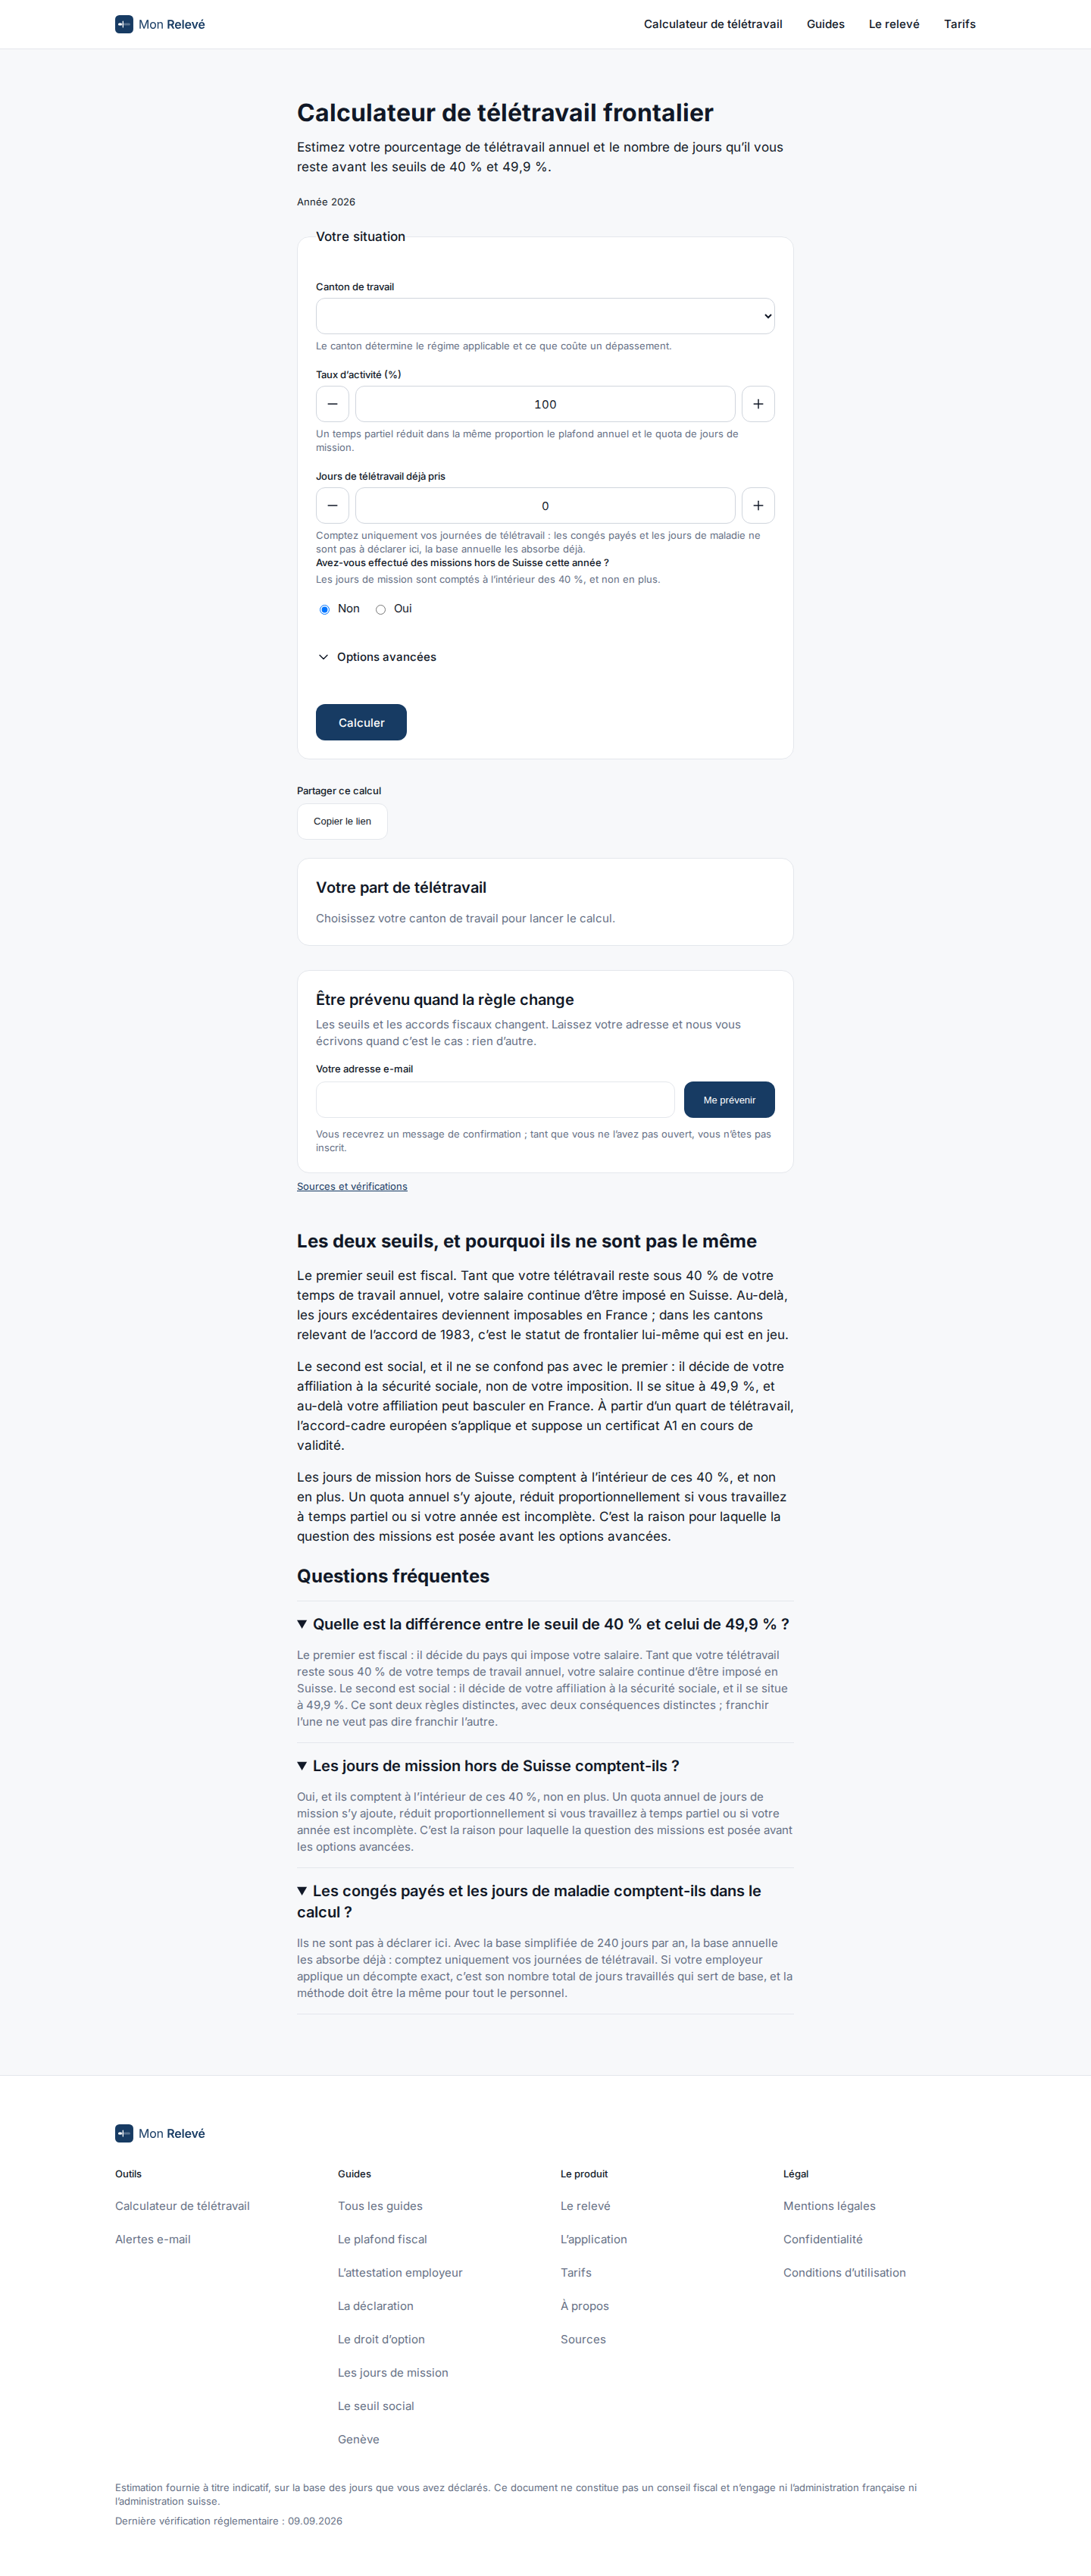 Mon Relevé
Calculateur de télétravail
Guides
Le relevé
Tarifs
Calculateur de télétravail frontalier
Estimez votre pourcentage de télétravail annuel et le nombre de jours qu’il vous
reste avant les seuils de 40 % et 49,9 %.
Année 2026
Votre situation
Canton de travail
Le canton détermine le régime applicable et ce que coûte un dépassement.
Taux d’activité (%)
100
Un temps partiel réduit dans la même proportion le plafond annuel et le quota de jours de
mission.
Jours de télétravail déjà pris
0
Comptez uniquement vos journées de télétravail : les congés payés et les jours de maladie ne
sont pas à déclarer ici, la base annuelle les absorbe déjà.
Avez-vous effectué des missions hors de Suisse cette année ?
Les jours de mission sont comptés à l’intérieur des 40 %, et non en plus.
Non
Oui
Options avancées
Calculer
Partager ce calcul
Copier le lien
Votre part de télétravail
Choisissez votre canton de travail pour lancer le calcul.
Être prévenu quand la règle change
Les seuils et les accords fiscaux changent. Laissez votre adresse et nous vous
écrivons quand c’est le cas : rien d’autre.
Votre adresse e-mail
Me prévenir
Vous recevrez un message de confirmation ; tant que vous ne l’avez pas ouvert, vous n’êtes pas
inscrit.
Sources et vérifications
Les deux seuils, et pourquoi ils ne sont pas le même
Le premier seuil est fiscal. Tant que votre télétravail reste sous 40 % de votre
temps de travail annuel, votre salaire continue d’être imposé en Suisse. Au-delà,
les jours excédentaires deviennent imposables en France ; dans les cantons
relevant de l’accord de 1983, c’est le statut de frontalier lui-même qui est en jeu.
Le second est social, et il ne se confond pas avec le premier : il décide de votre
affiliation à la sécurité sociale, non de votre imposition. Il se situe à 49,9 %, et
au-delà votre affiliation peut basculer en France. À partir d’un quart de télétravail,
l’accord-cadre européen s’applique et suppose un certificat A1 en cours de
validité.
Les jours de mission hors de Suisse comptent à l’intérieur de ces 40 %, et non
en plus. Un quota annuel s’y ajoute, réduit proportionnellement si vous travaillez
à temps partiel ou si votre année est incomplète. C’est la raison pour laquelle la
question des missions est posée avant les options avancées.
Questions fréquentes
Quelle est la différence entre le seuil de 40 % et celui de 49,9 % ?
Le premier est fiscal : il décide du pays qui impose votre salaire. Tant que votre télétravail
reste sous 40 % de votre temps de travail annuel, votre salaire continue d’être imposé en
Suisse. Le second est social : il décide de votre affiliation à la sécurité sociale, et il se situe
à 49,9 %. Ce sont deux règles distinctes, avec deux conséquences distinctes ; franchir
l’une ne veut pas dire franchir l’autre.
Les jours de mission hors de Suisse comptent-ils ?
Oui, et ils comptent à l’intérieur de ces 40 %, non en plus. Un quota annuel de jours de
mission s’y ajoute, réduit proportionnellement si vous travaillez à temps partiel ou si votre
année est incomplète. C’est la raison pour laquelle la question des missions est posée avant
les options avancées.
Les congés payés et les jours de maladie comptent-ils dans le
calcul ?
Ils ne sont pas à déclarer ici. Avec la base simplifiée de 240 jours par an, la base annuelle
les absorbe déjà : comptez uniquement vos journées de télétravail. Si votre employeur
applique un décompte exact, c’est son nombre total de jours travaillés qui sert de base, et la
méthode doit être la même pour tout le personnel.
Mon Relevé
Outils
Calculateur de télétravail
Alertes e-mail
Guides
Tous les guides
Le plafond fiscal
L’attestation employeur
La déclaration
Le droit d’option
Les jours de mission
Le seuil social
Genève
Le produit
Le relevé
L’application
Tarifs
À propos
Sources
Légal
Mentions légales
Confidentialité
Conditions d’utilisation
Estimation fournie à titre indicatif, sur la base des jours que vous avez déclarés. Ce document ne constitue pas un conseil fiscal et n’engage ni l’administration française ni
l’administration suisse.
Dernière vérification réglementaire : 09.09.2026